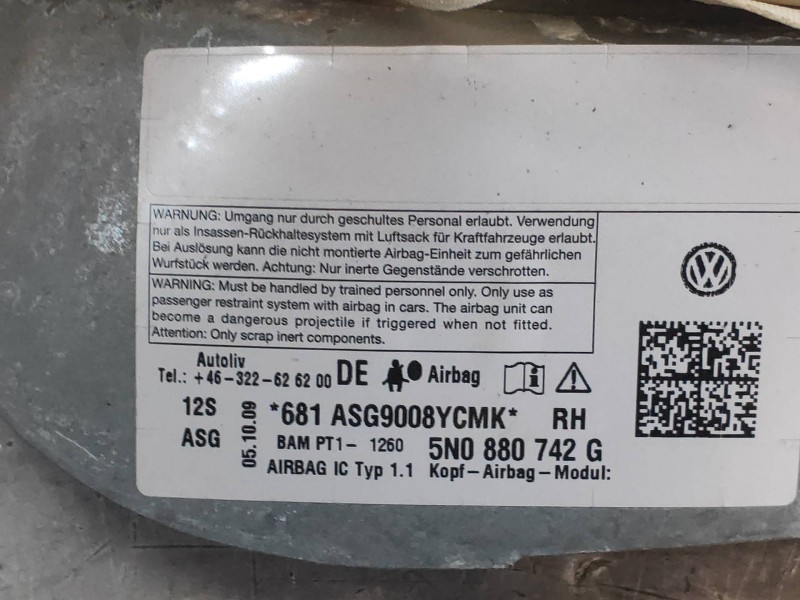 WARNUNG: Umgang nur durch geschultes Personal erlaubt. Verwendung
nur als Insassen-Rückhaltesystem mit Luftsack für Kraftfahrzeuge erlaubt.
Bei Auslösung kann die nicht montierte Airbag-Einheit zum gefährlichen
Wurfstück werden. Achtung: Nur inerte Gegenstände verschrotten.
WARNING: Must be handled by trained personnel only. Only use as
passenger restraint system with airbag in cars. The airbag unit can
become a dangerous projectile if triggered when not fitted.
Attention: Only scrap inert components.
Autoliv
Tel.: +46-322-62 62 00 DE Airbag
12S *681 ASG9008YCMK* RH
ASG 05.10.09 BAM PT1- 1260 5N0 880 742 G
AIRBAG IC Typ 1.1 Kopf-Airbag-Modul: